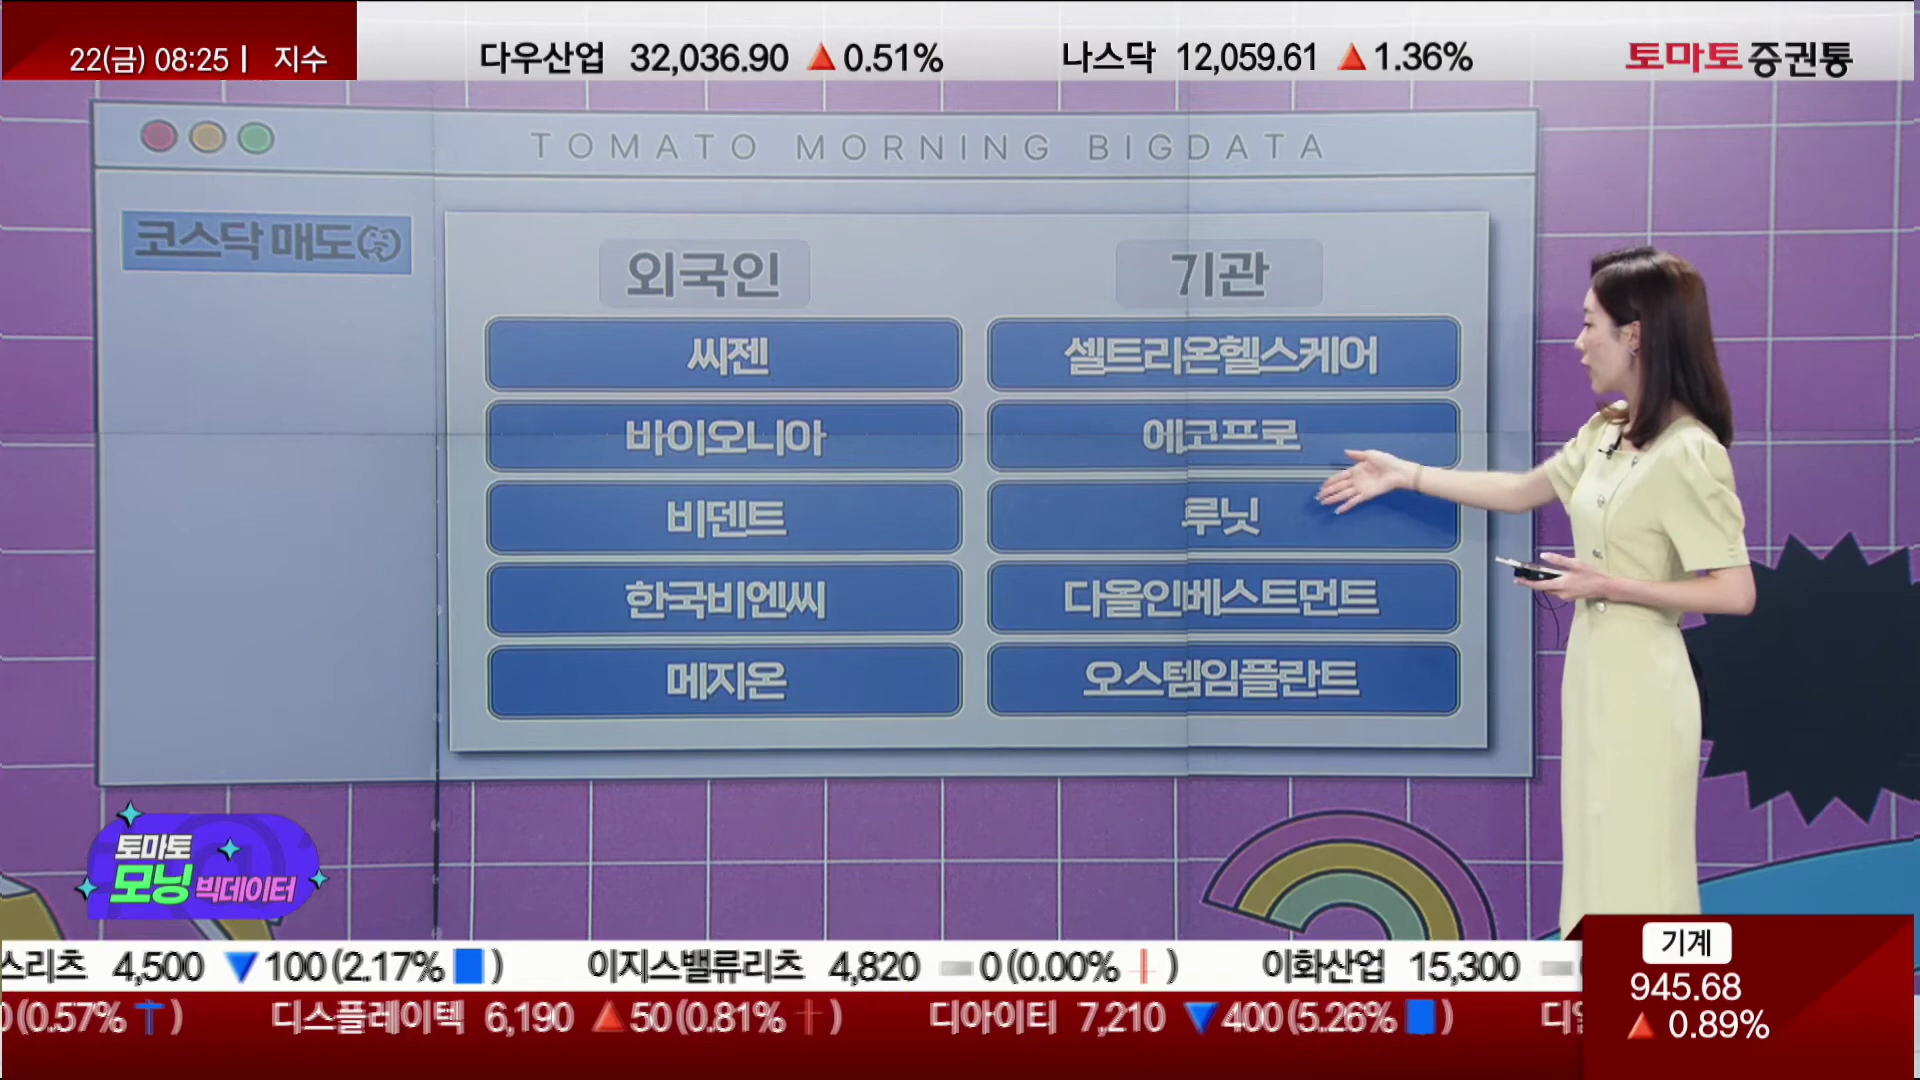 22(금) 08:25 | 지수
다우산업 32,036.90 ▲ 0.51%
나스닥 12,059.61 ▲ 1.36%
토마토증권통
TOMATO MORNING BIGDATA
코스닥 매도
외국인
기관
씨젠
셀트리온헬스케어
바이오니아
에코프로
비덴트
루닛
한국비엔씨
다올인베스트먼트
메지온
오스템임플란트
토마토
모닝 빅데이터
스리츠 4,500 ▼100(2.17% ) 이지스밸류리츠 4,820 0(0.00% ) 이화산업 15,300
0(0.57% ) 디스플레이텍 6,190 ▲50(0.81% ) 디아이티 7,210 ▼400(5.26% )
기계
945.68
▲ 0.89%